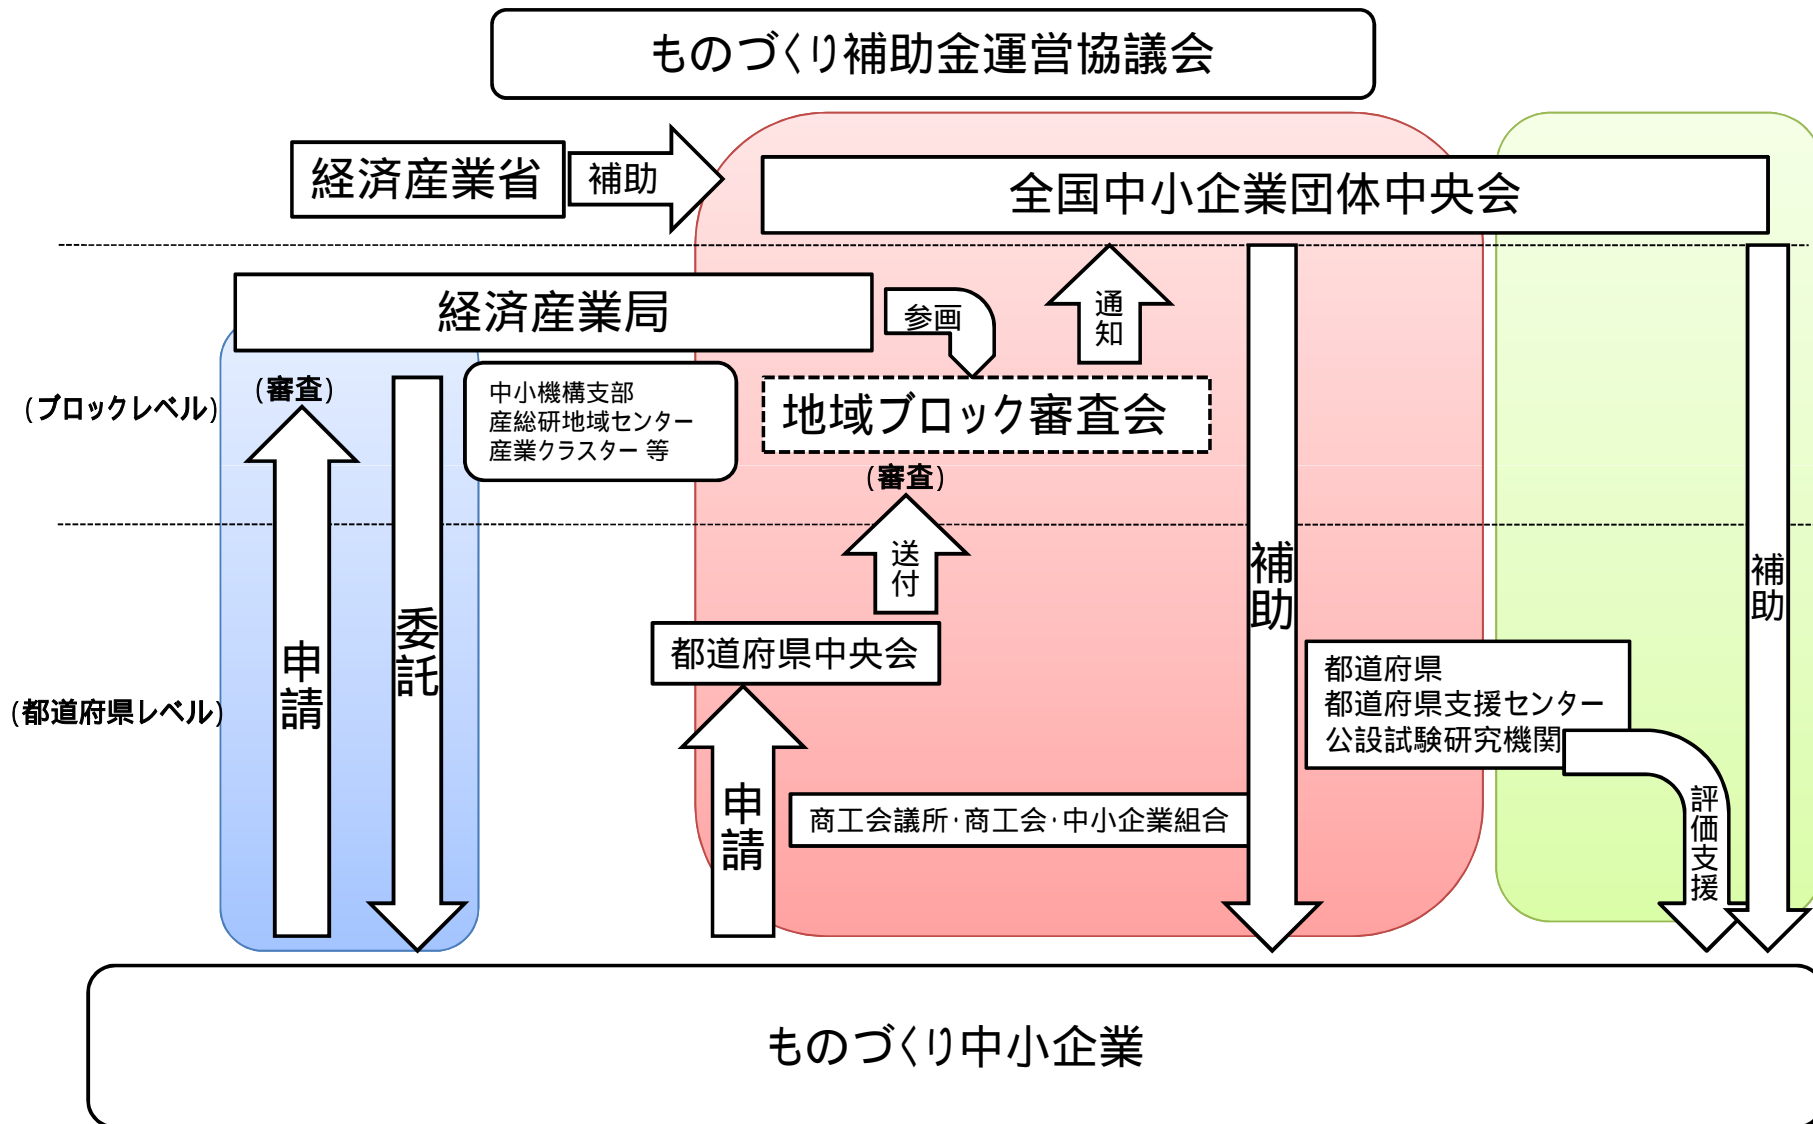 ものづくり補助金運営協議会
経済産業省
補助
全国中小企業団体中央会
経済産業局
参画
通知
(審査)
(ブロックレベル)
中小機構支部
産総研地域センター
産業クラスター 等
地域ブロック審査会
(審査)
送付
補助
補助
申請
委託
都道府県中央会
(都道府県レベル)
都道府県
都道府県支援センター
公設試験研究機関
申請
商工会議所・商工会・中小企業組合
評価支援
ものづくり中小企業